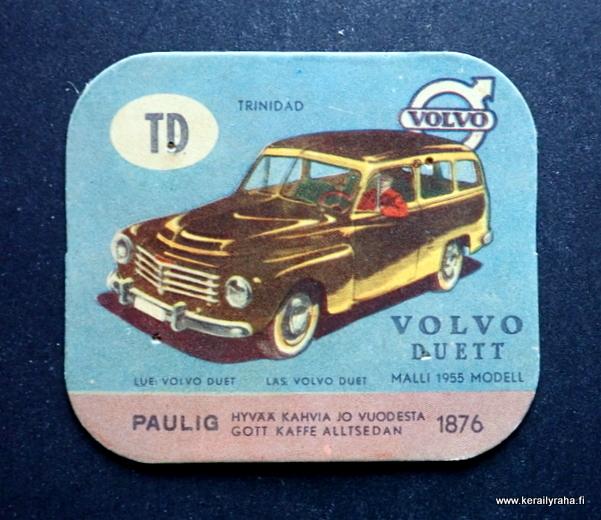 TD
TRINIDAD
VOLVO
VOLVO
DUETT
LUE: VOLVO DUET LÄS: VOLVO DUET MALLI 1955 MODELL
PAULIG HYVÄÄ KAHVIA JO VUODESTA 1876
GOTT KAFFE ALLTSEDAN
www.kerailyraha.fi